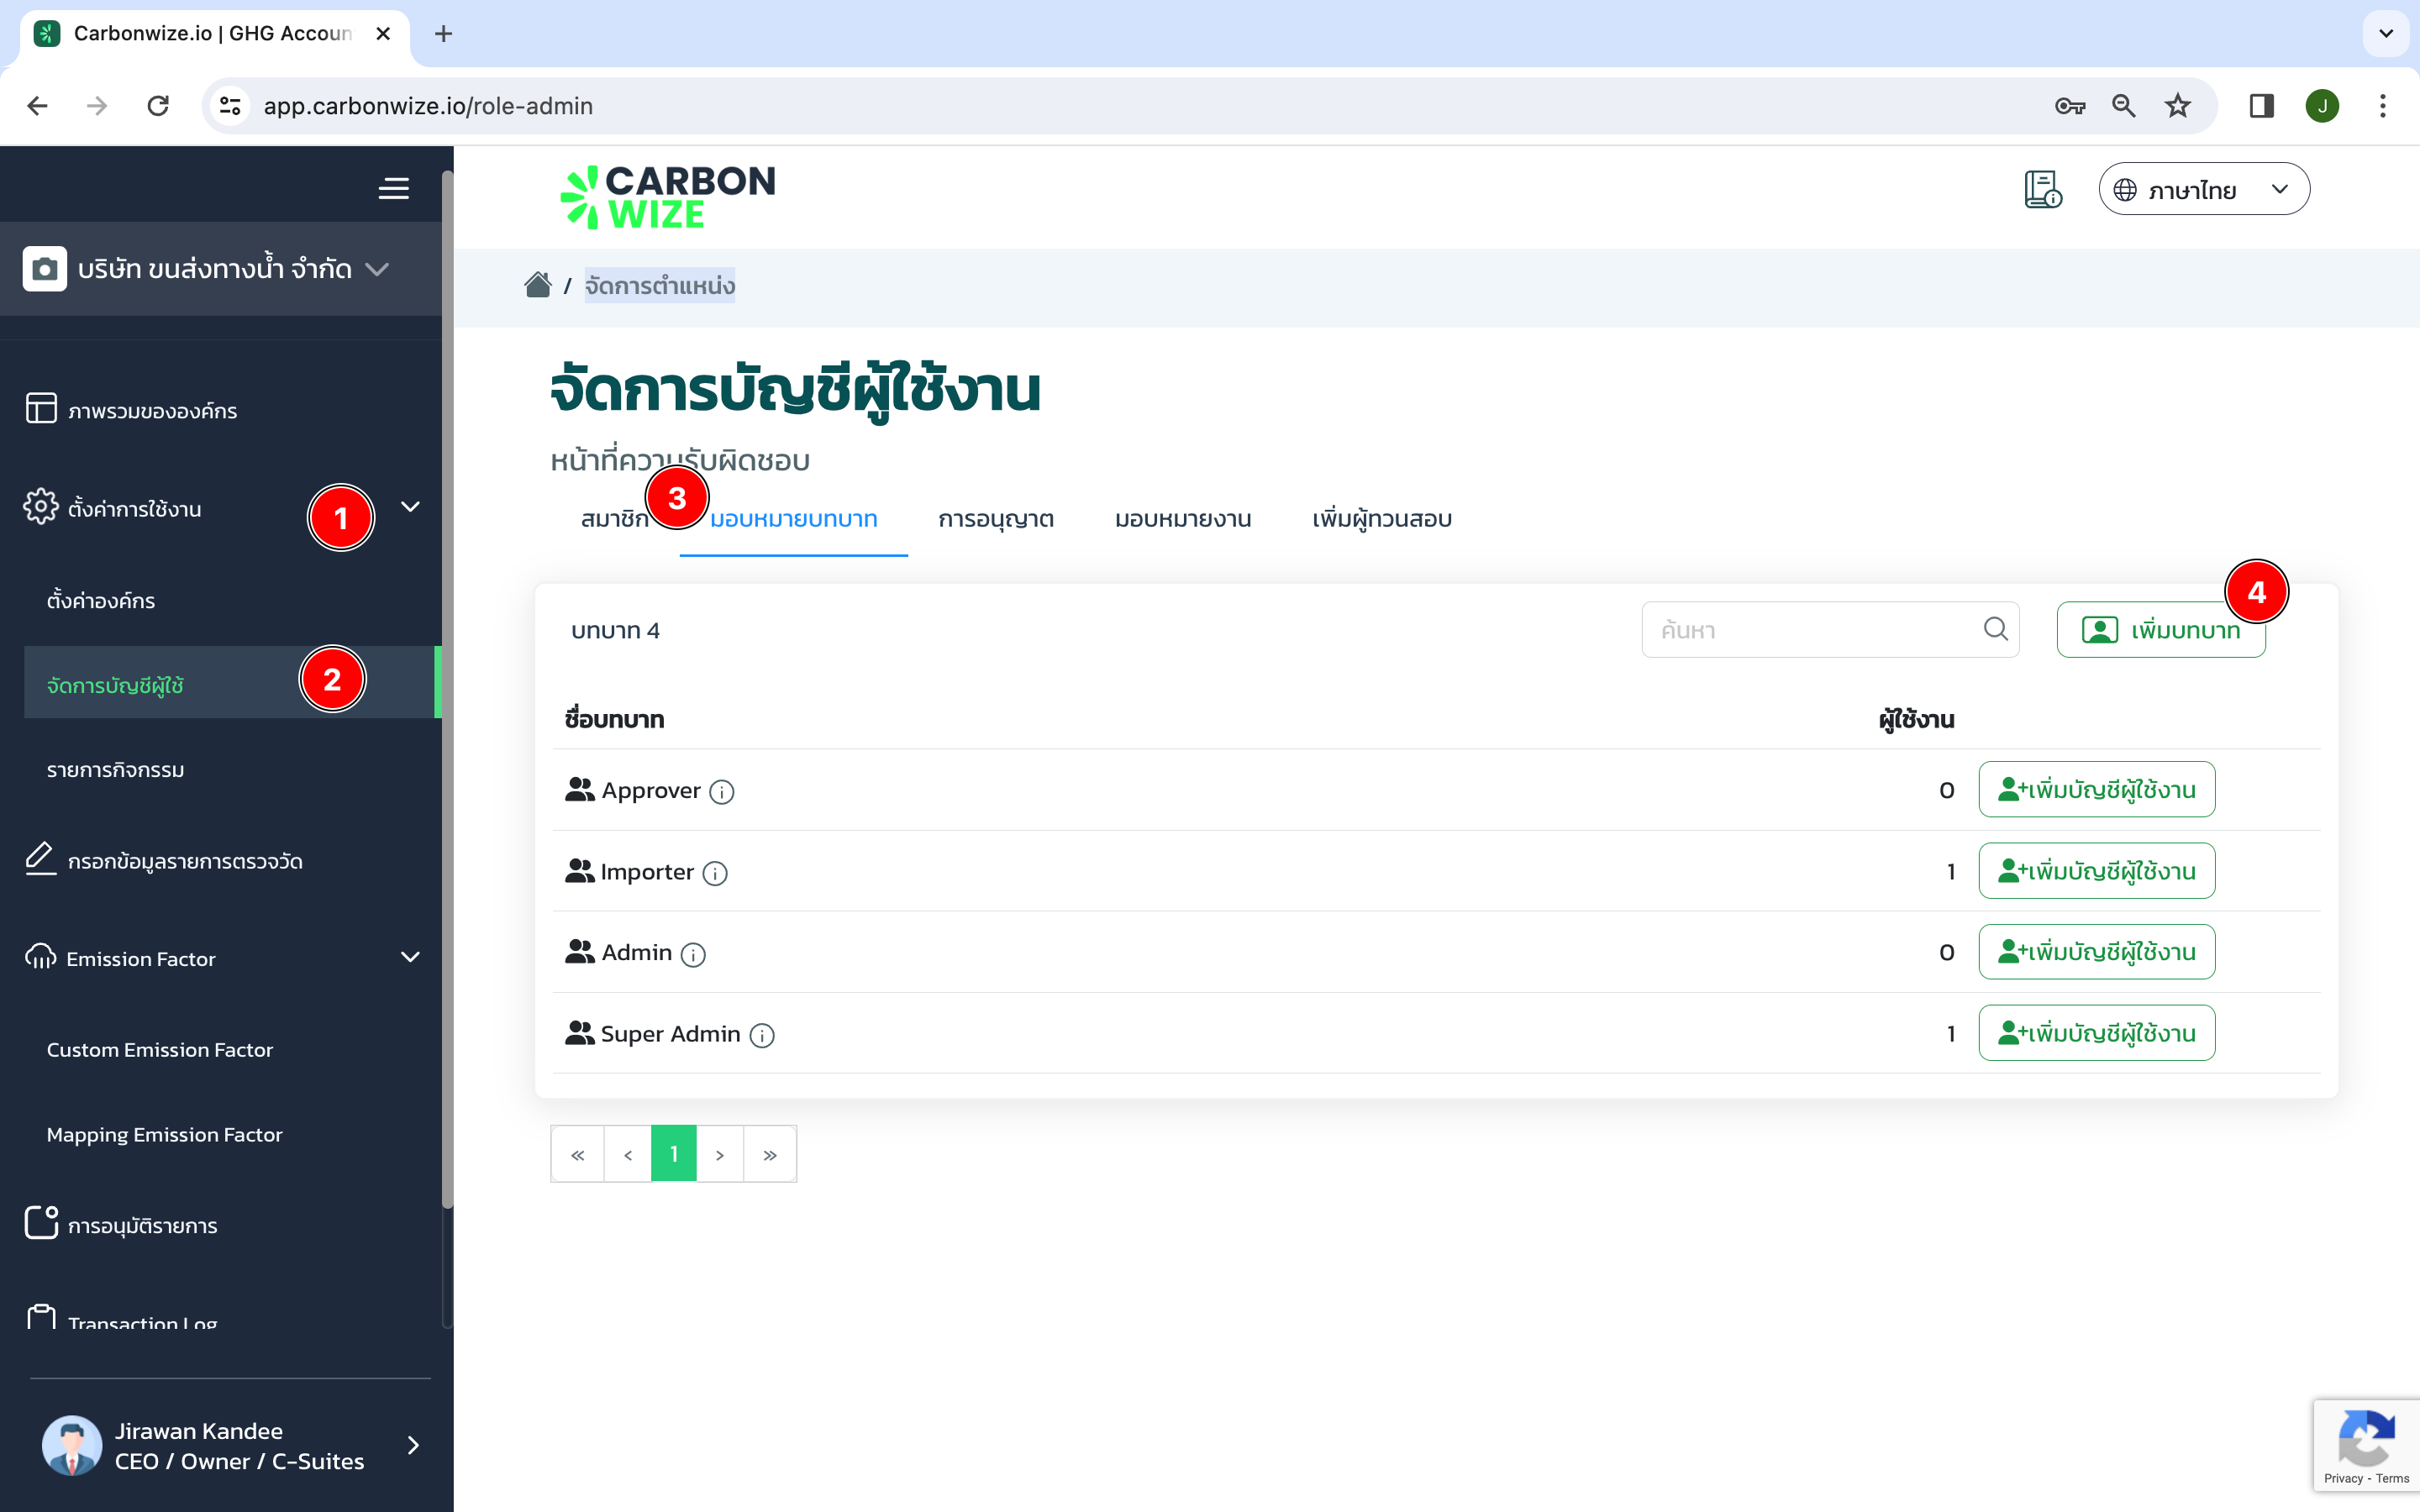 Carbonwize.io | GHG Accoun
app.carbonwize.io/role-admin
J
CARBON
WIZE
ภาษาไทย
บริษัท ขนส่งทางน้ำ จำกัด
/ จัดการตำแหน่ง
ภาพรวมขององค์กร
ตั้งค่าการใช้งาน
1
ตั้งค่าองค์กร
จัดการบัญชีผู้ใช้
2
รายการกิจกรรม
กรอกข้อมูลรายการตรวจวัด
Emission Factor
Custom Emission Factor
Mapping Emission Factor
การอนุมัติรายการ
Transaction Log
Jirawan Kandee
CEO / Owner / C-Suites
จัดการบัญชีผู้ใช้งาน
หน้าที่ความรับผิดชอบ
3
สมาชิก มอบหมายบทบาท การอนุญาต มอบหมายงาน เพิ่มผู้ทวนสอบ
4
บทบาท 4 ค้นหา เพิ่มบทบาท
ชื่อบทบาท ผู้ใช้งาน
Approver 0 เพิ่มบัญชีผู้ใช้งาน
Importer 1 เพิ่มบัญชีผู้ใช้งาน
Admin 0 เพิ่มบัญชีผู้ใช้งาน
Super Admin 1 เพิ่มบัญชีผู้ใช้งาน
« ‹ 1 › »
Privacy - Terms